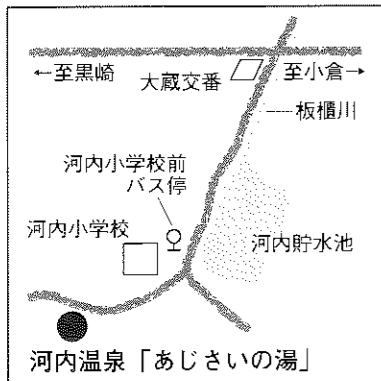 ←至黒崎
大蔵交番
至小倉→
板櫃川
河内小学校前
バス停
河内小学校
河内貯水池
河内温泉「あじさいの湯」